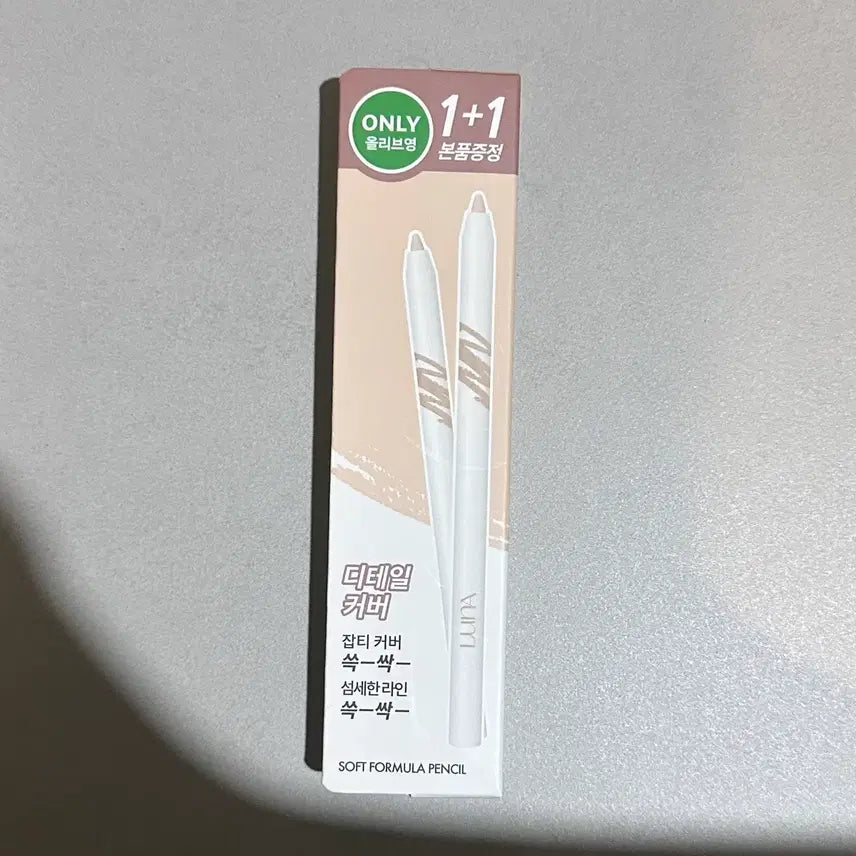 ONLY
올리브영
1+1
본품증정
LUNA
디테일
커버
잡티 커버
쓱—싹—
섬세한 라인
쓱—싹—
SOFT FORMULA PENCIL